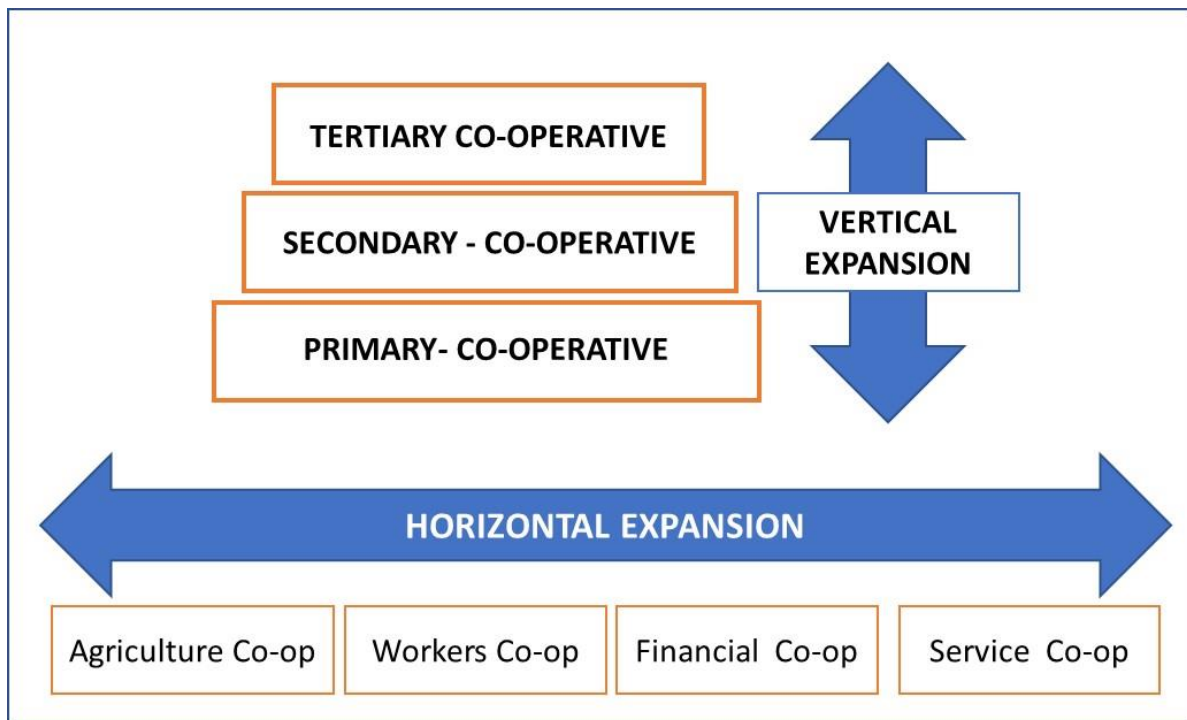 TERTIARY CO-OPERATIVE
SECONDARY - CO-OPERATIVE
PRIMARY- CO-OPERATIVE
VERTICAL
EXPANSION
HORIZONTAL EXPANSION
Agriculture Co-op
Workers Co-op
Financial  Co-op
Service  Co-op